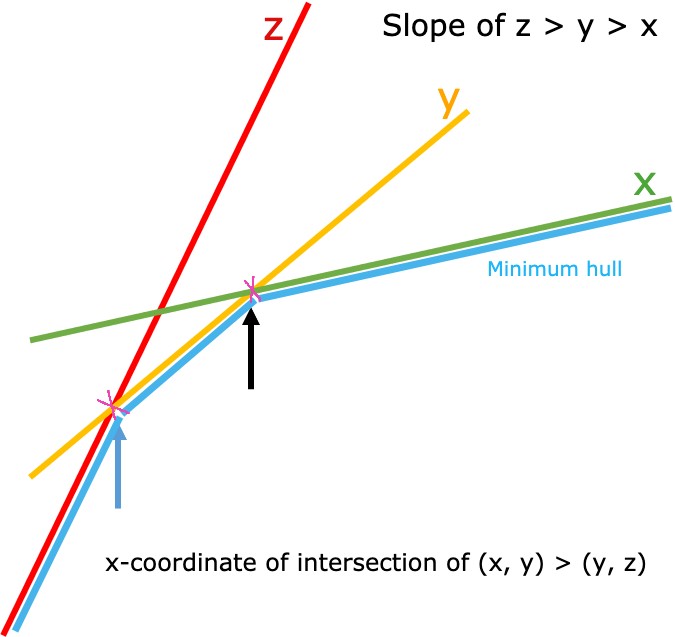 z
Slope of z > y > x
y
x
Minimum hull
x-coordinate of intersection of (x, y) > (y, z)